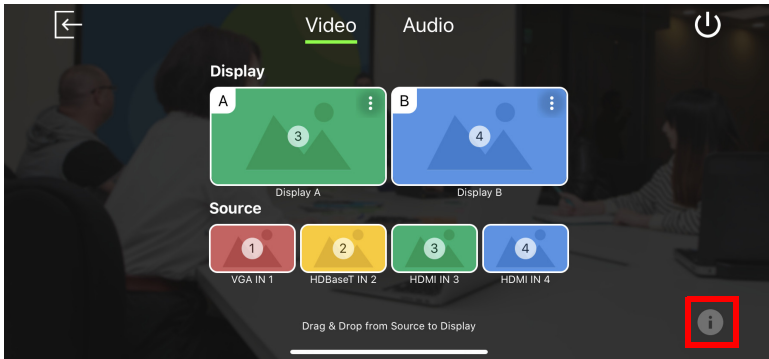 Video Audio
Display
A B
3 4
Display A Display B
Source
1 2 3 4
VGA IN 1 HDBaseT IN 2 HDMI IN 3 HDMI IN 4
Drag & Drop from Source to Display
i